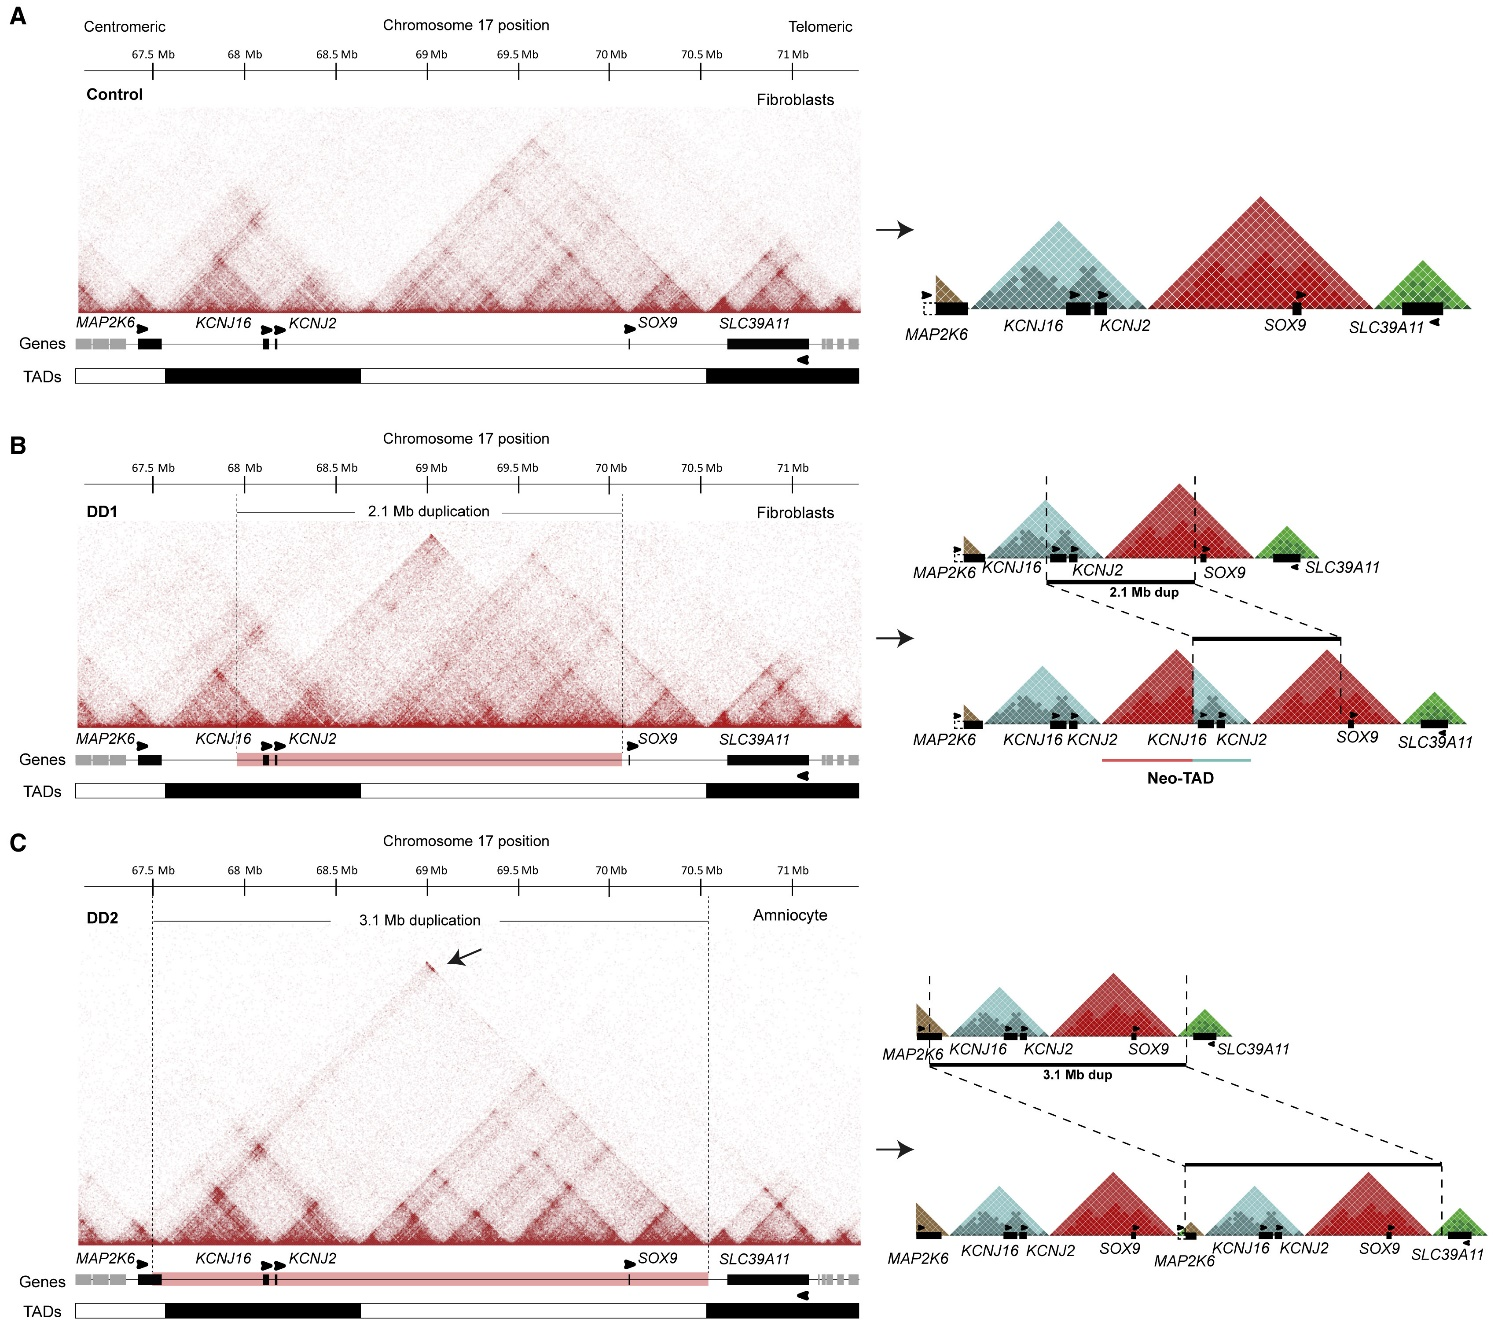 A
Centromeric
Chromosome 17 position
Telomeric
67.5 Mb 68 Mb 68.5 Mb 69 Mb 69.5 Mb 70 Mb 70.5 Mb 71 Mb
Control
Fibroblasts
MAP2K6 KCNJ16 KCNJ2 SOX9 SLC39A11
Genes
TADs
MAP2K6 KCNJ16 KCNJ2 SOX9 SLC39A11
B
Chromosome 17 position
67.5 Mb 68 Mb 68.5 Mb 69 Mb 69.5 Mb 70 Mb 70.5 Mb 71 Mb
DD1
2.1 Mb duplication
Fibroblasts
MAP2K6 KCNJ16 KCNJ2 SOX9 SLC39A11
Genes
TADs
MAP2K6 KCNJ16 KCNJ2 SOX9 SLC39A11
2.1 Mb dup
MAP2K6 KCNJ16 KCNJ2 KCNJ16 KCNJ2 SOX9 SLC39A11
Neo-TAD
C
Chromosome 17 position
67.5 Mb 68 Mb 68.5 Mb 69 Mb 69.5 Mb 70 Mb 70.5 Mb 71 Mb
DD2
3.1 Mb duplication
Amniocyte
MAP2K6 KCNJ16 KCNJ2 SOX9 SLC39A11
Genes
TADs
MAP2K6 KCNJ16 KCNJ2 SOX9 SLC39A11
3.1 Mb dup
MAP2K6 KCNJ16 KCNJ2 SOX9 MAP2K6 KCNJ16 KCNJ2 SOX9 SLC39A11